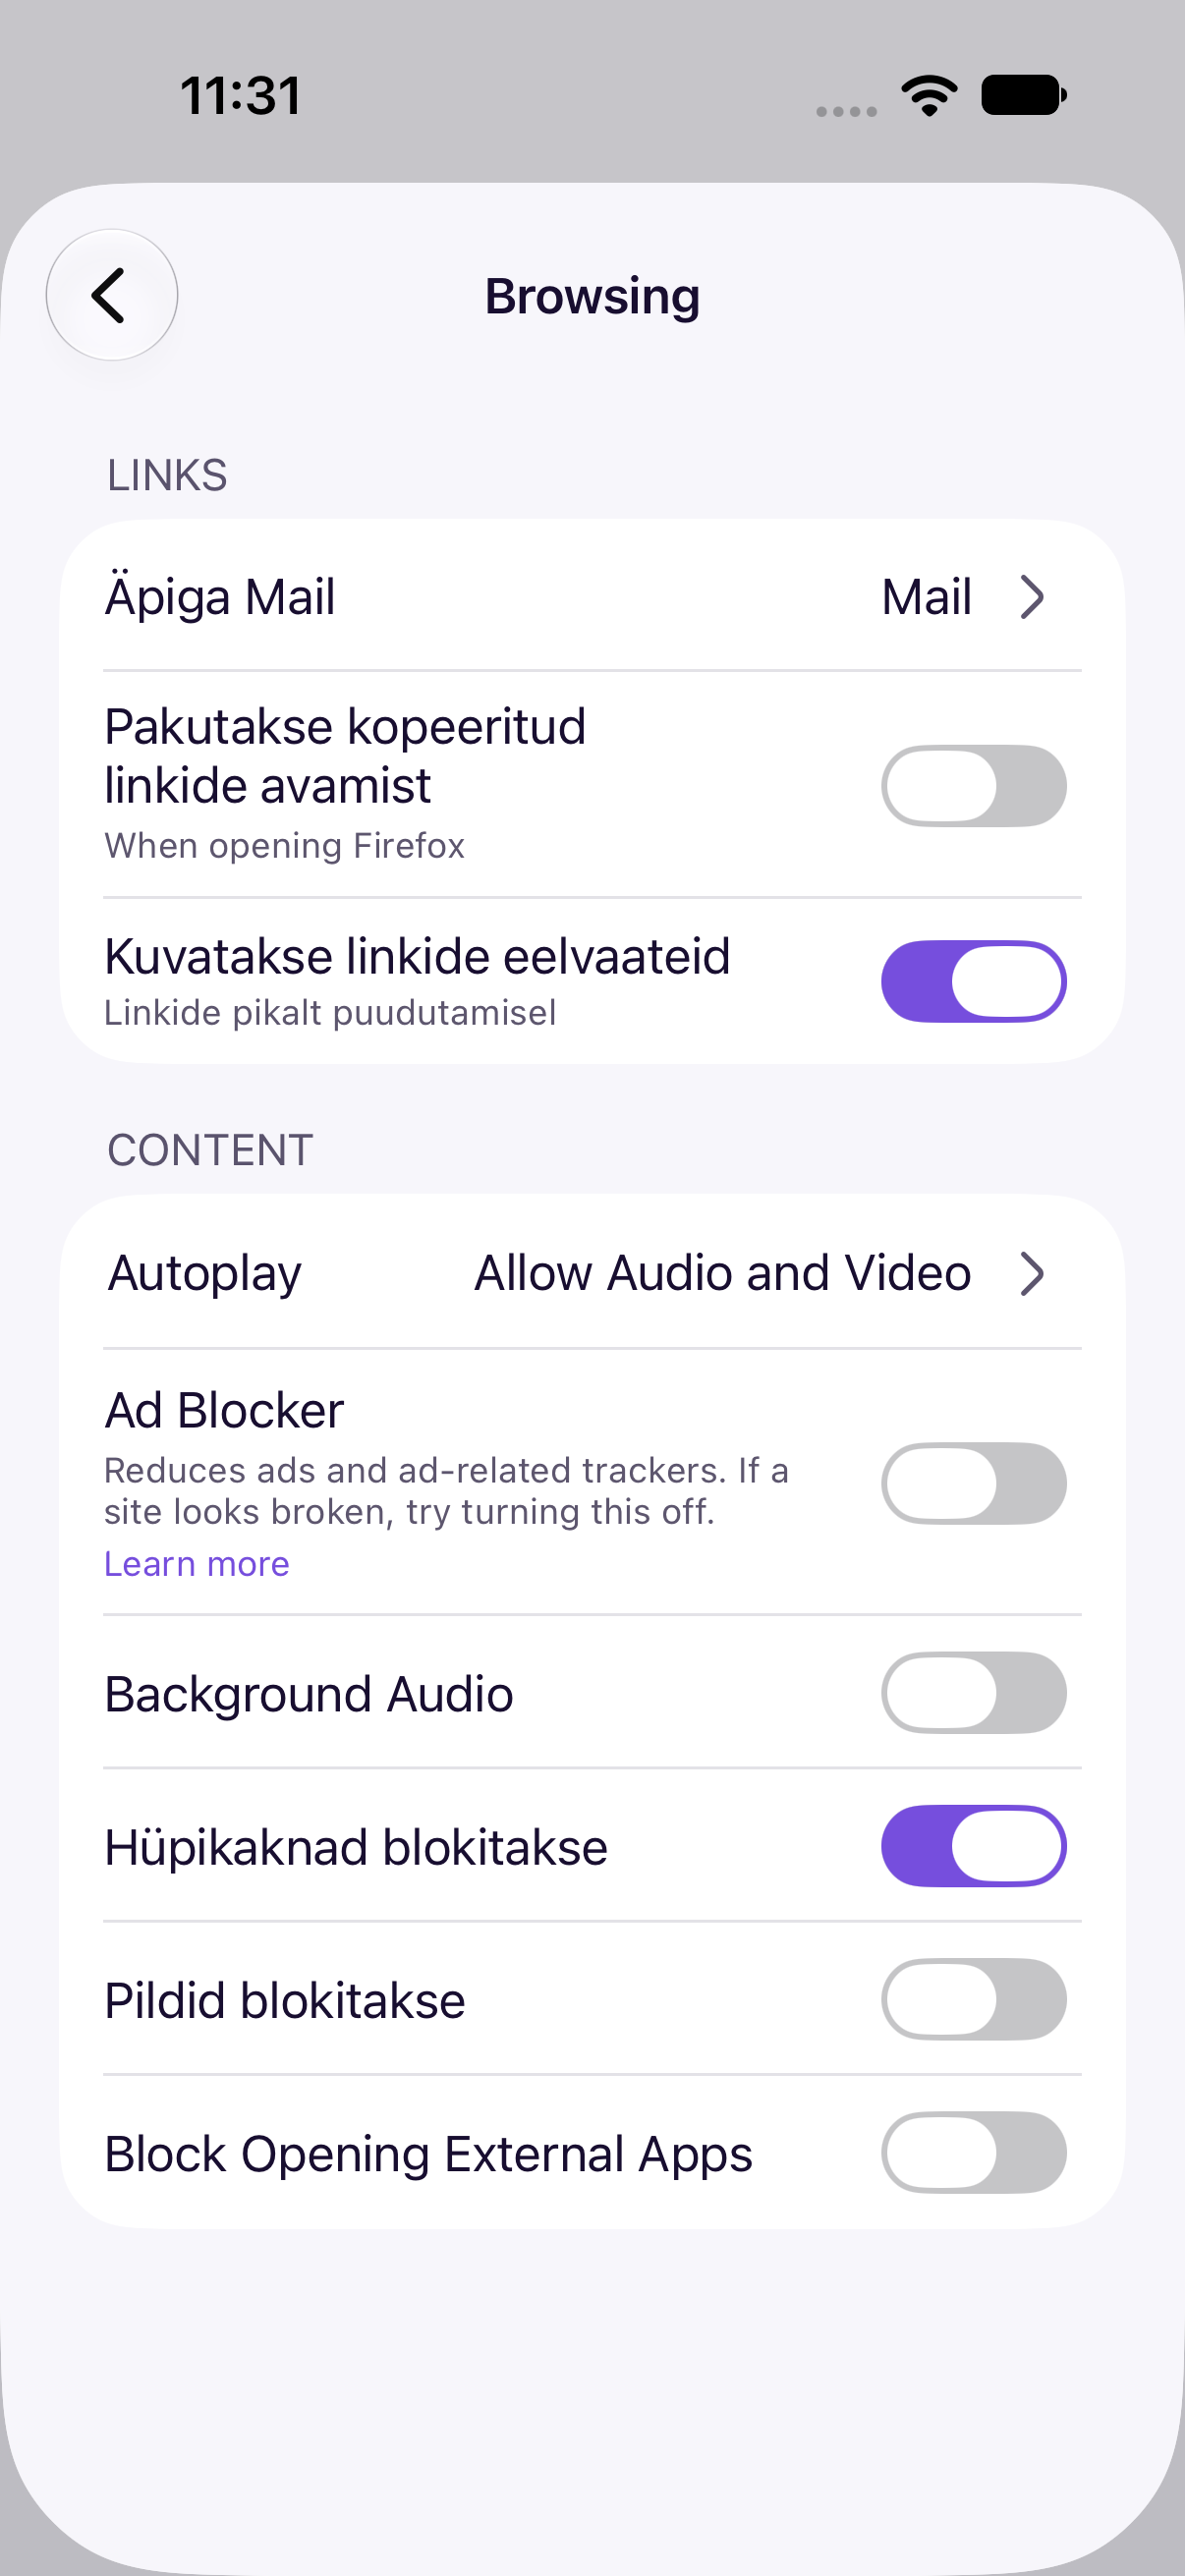 11:31
Browsing
LINKS
Äpiga Mail
Mail
Pakutakse kopeeritud
linkide avamist
When opening Firefox
Kuvatakse linkide eelvaateid
Linkide pikalt puudutamisel
CONTENT
Autoplay
Allow Audio and Video
Ad Blocker
Reduces ads and ad-related trackers. If a
site looks broken, try turning this off.
Learn more
Background Audio
Hüpikaknad blokitakse
Pildid blokitakse
Block Opening External Apps